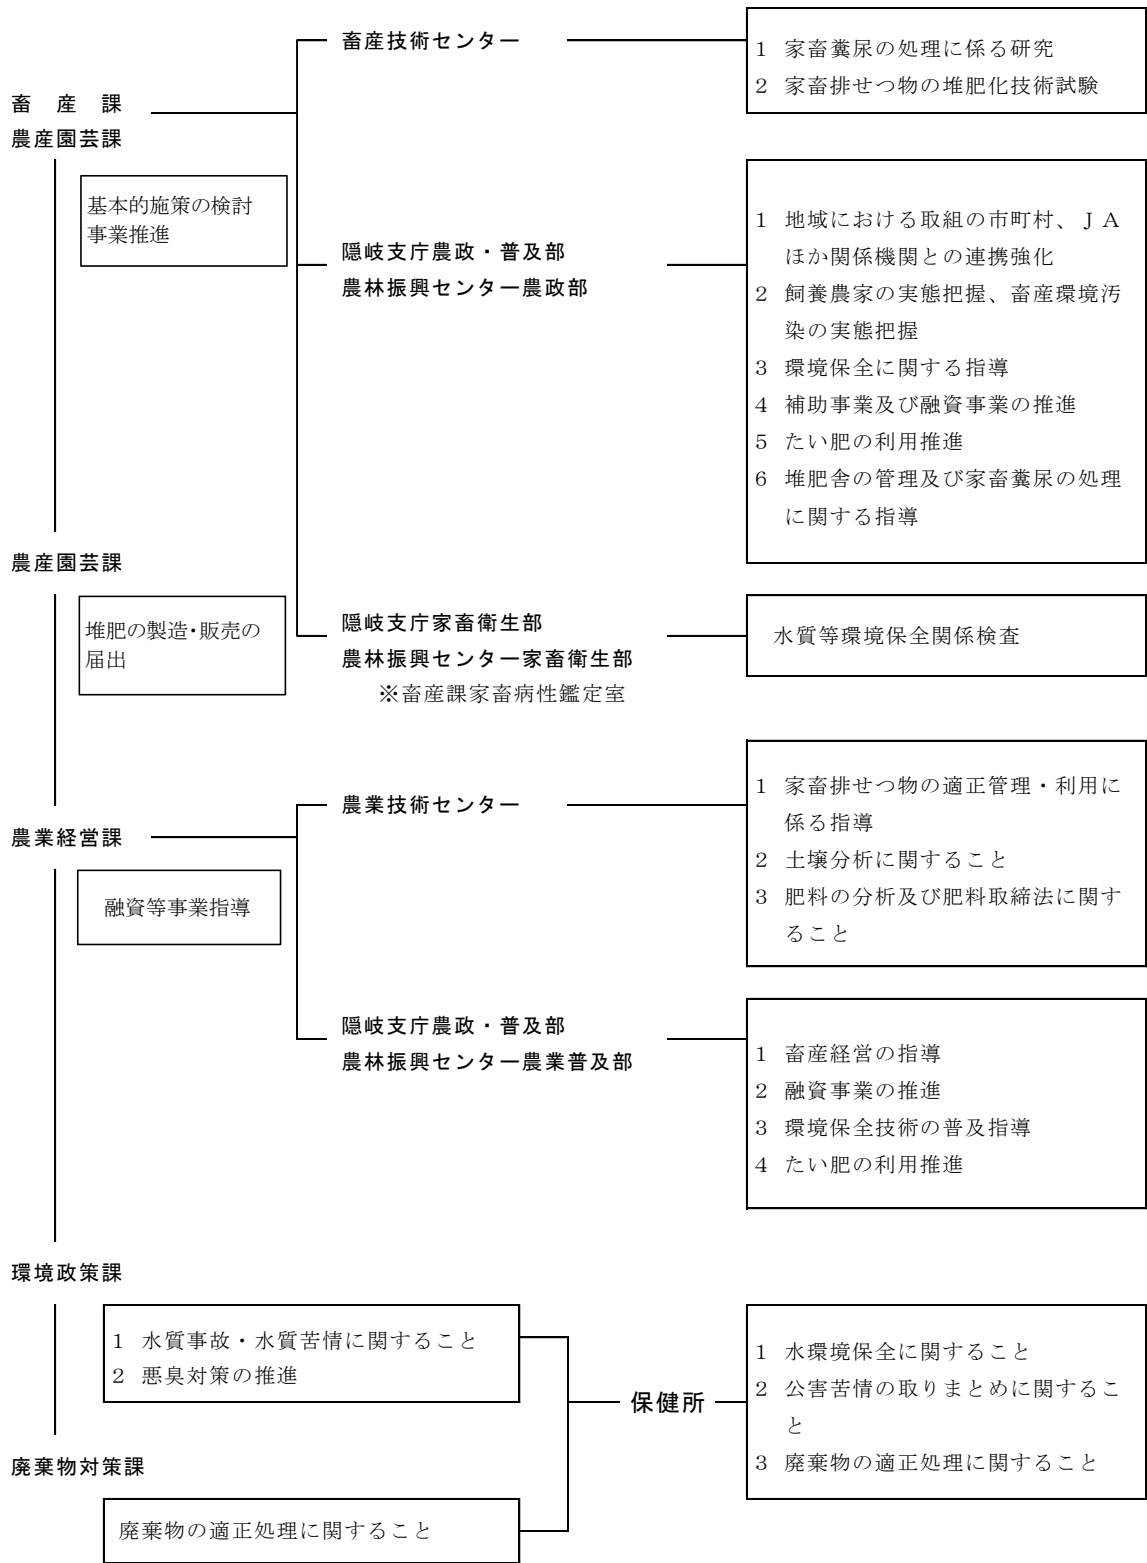 畜産技術センター
1 家畜糞尿の処理に係る研究
2 家畜排せつ物の堆肥化技術試験
畜　産　課
農産園芸課
基本的施策の検討
事業推進
隠岐支庁農政・普及部
農林振興センター農政部
1 地域における取組の市町村、ＪＡ
ほか関係機関との連携強化
2 飼養農家の実態把握、畜産環境汚
染の実態把握
3 環境保全に関する指導
4 補助事業及び融資事業の推進
5 たい肥の利用推進
6 堆肥舎の管理及び家畜糞尿の処理
に関する指導
農産園芸課
堆肥の製造・販売の
届出
隠岐支庁家畜衛生部
農林振興センター家畜衛生部
※畜産課家畜病性鑑定室
水質等環境保全関係検査
農業経営課
融資等事業指導
農業技術センター
1 家畜排せつ物の適正管理・利用に
係る指導
2 土壌分析に関すること
3 肥料の分析及び肥料取締法に関す
ること
隠岐支庁農政・普及部
農林振興センター農業普及部
1 畜産経営の指導
2 融資事業の推進
3 環境保全技術の普及指導
4 たい肥の利用推進
環境政策課
1 水質事故・水質苦情に関すること
2 悪臭対策の推進
保健所
1 水環境保全に関すること
2 公害苦情の取りまとめに関するこ
と
3 廃棄物の適正処理に関すること
廃棄物対策課
廃棄物の適正処理に関すること